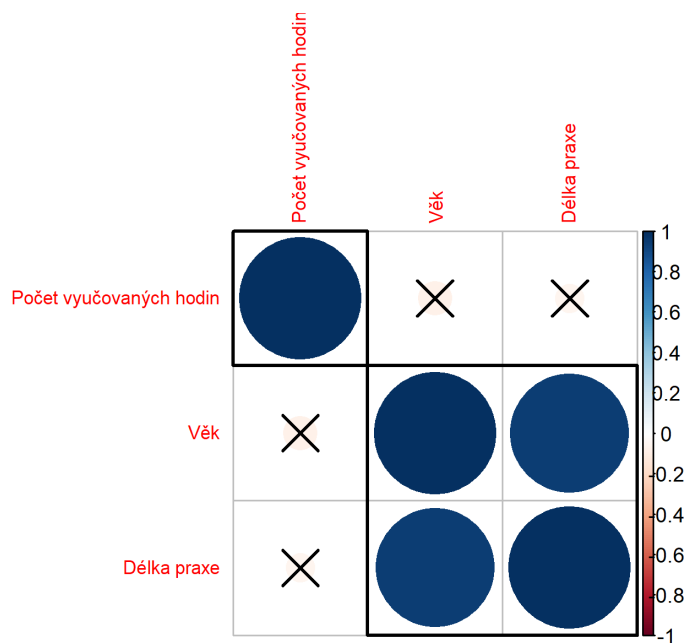 Počet vyučovaných hodin
Věk
Délka praxe
Počet vyučovaných hodin
Věk
Délka praxe
1
0.8
0.6
0.4
0.2
0
-0.2
-0.4
-0.6
-0.8
-1